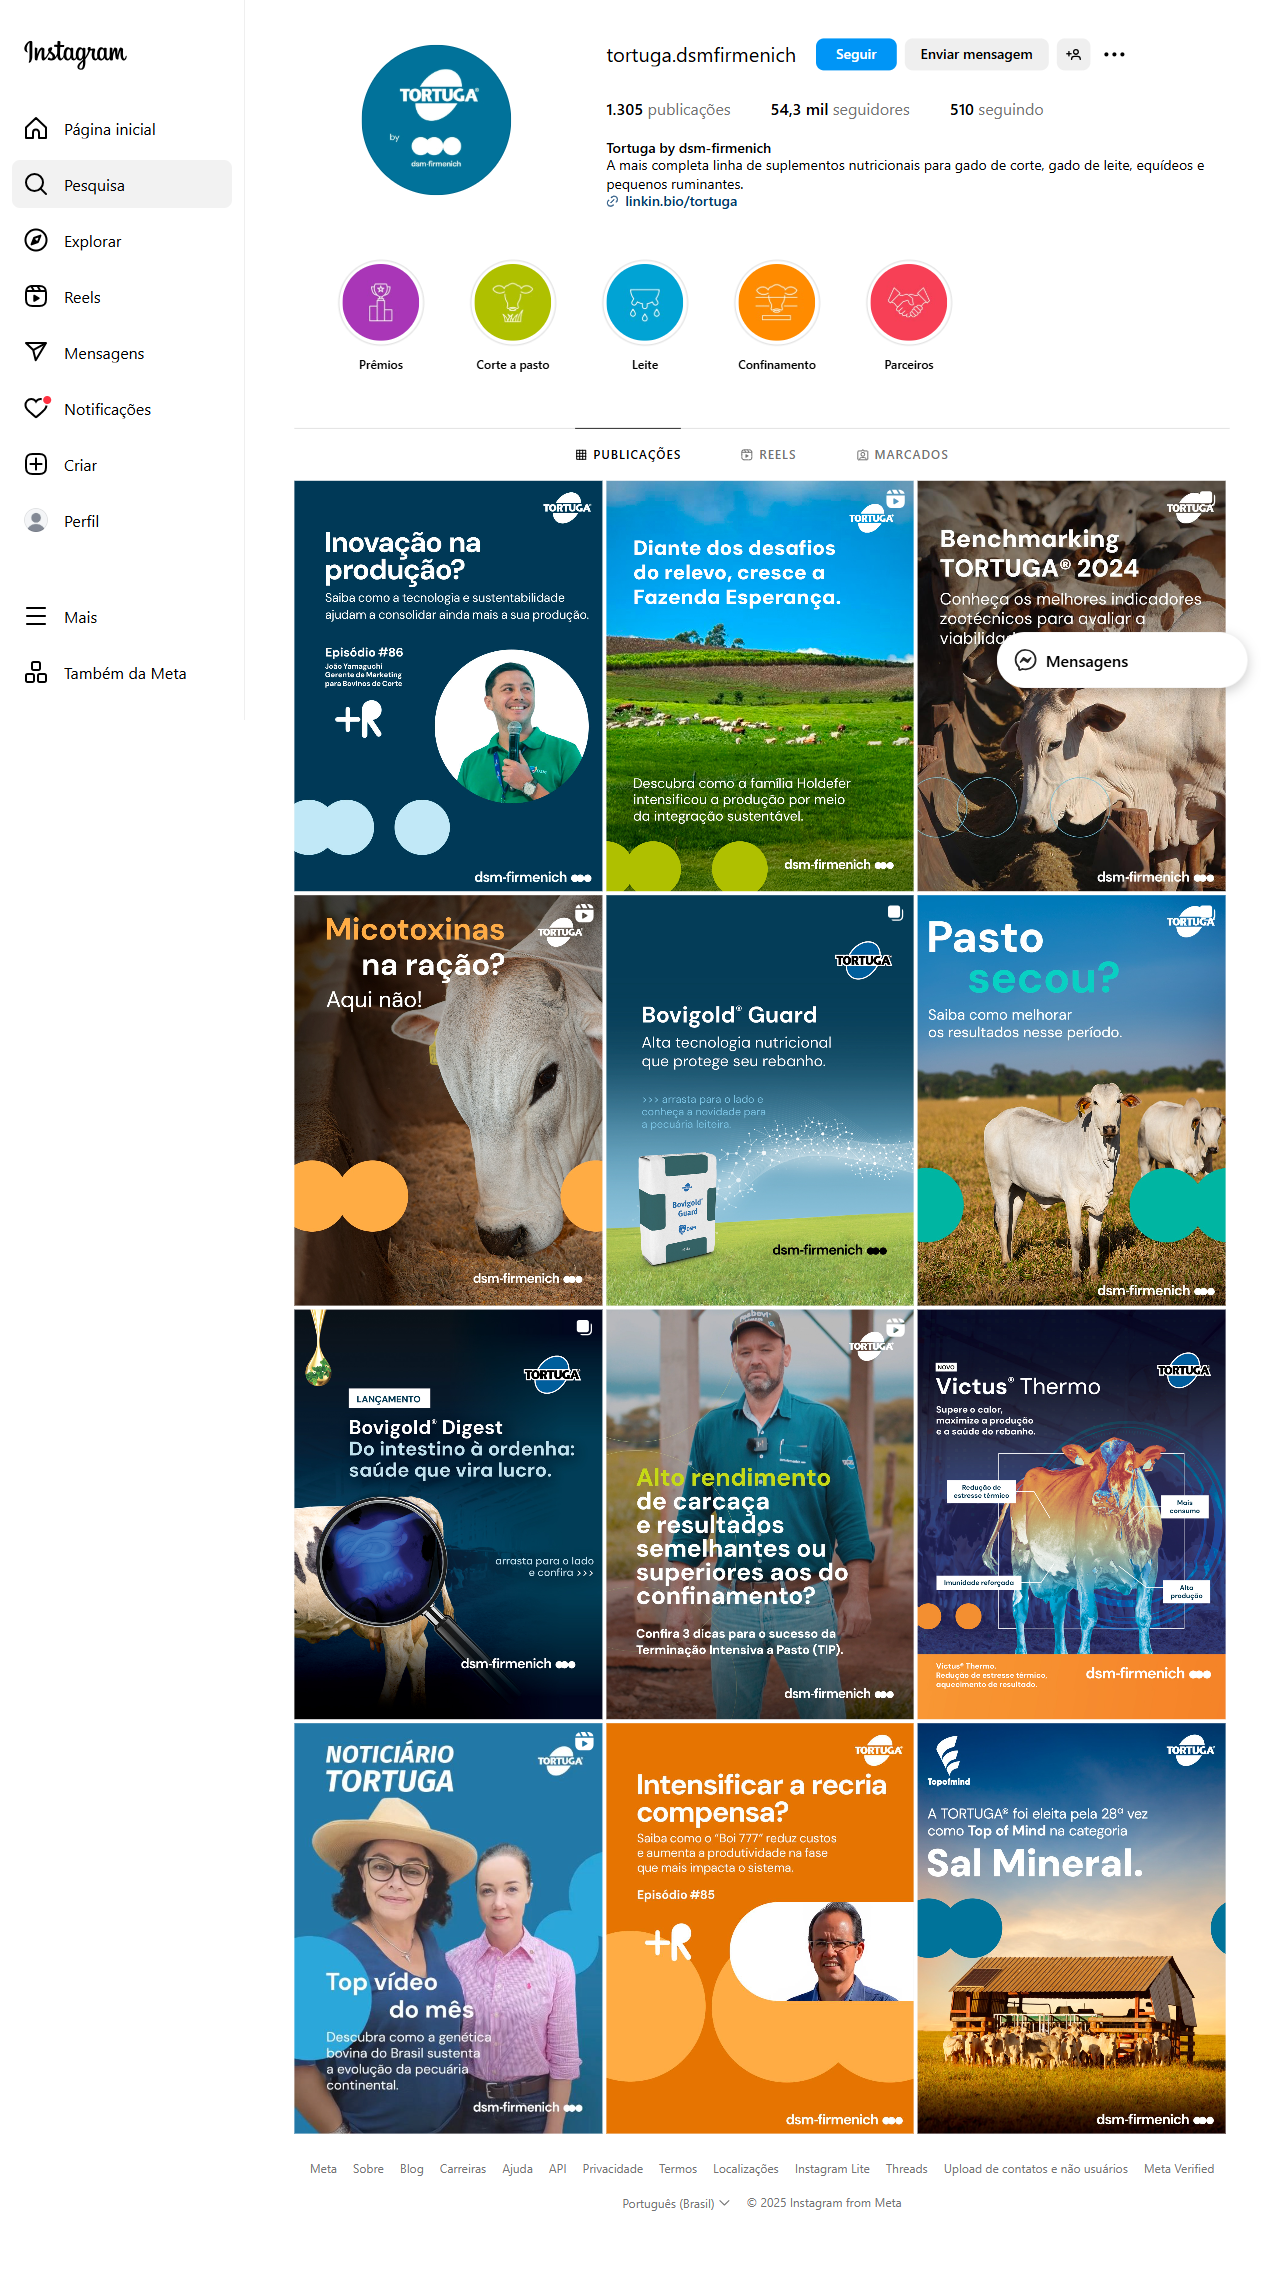 Instagram
Página inicial
Pesquisa
Explorar
Reels
Mensagens
Notificações
Criar
Perfil
Mais
Também da Meta
TORTUGA®
by
dsm-firmenich
tortuga.dsmfirmenich
Seguir
Enviar mensagem
1.305 publicações
54,3 mil seguidores
510 seguindo
Tortuga by dsm-firmenich
A mais completa linha de suplementos nutricionais para gado de corte, gado de leite, equídeos e
pequenos ruminantes.
linkin.bio/tortuga
Prêmios
Corte a pasto
Leite
Confinamento
Parceiros
PUBLICAÇÕES
REELS
MARCADOS
TORTUGA
Inovação na
produção?
Saiba como a tecnologia e sustentabilidade
ajudam a consolidar ainda mais a sua produção.
Episódio #86
João Yamaguchi
Gerente de Marketing
para Bovinos de Corte
+R
dsm-firmenich
TORTUGA
Diante dos desafios
do relevo, cresce a
Fazenda Esperança.
Descubra como a família Holdefer
intensificou a produção por meio
da integração sustentável.
dsm-firmenich
TORTUGA
Benchmarking
TORTUGA® 2024
Conheça os melhores indicadores
zootécnicos para avaliar a
Mensagens
dsm-firmenich
TORTUGA
Micotoxinas
na ração?
Aqui não!
dsm-firmenich
TORTUGA
Bovigold® Guard
Alta tecnologia nutricional
que protege seu rebanho.
>>> arrasta para o lado e
conheça a novidade para
a pecuária leiteira.
Bovigold®
Guard
DSM
dsm-firmenich
TORTUGA
Pasto
secou?
Saiba como melhorar
os resultados nesse período.
dsm-firmenich
TORTUGA
LANÇAMENTO
Bovigold® Digest
Do intestino à ordenha:
saúde que vira lucro.
arrasta para o lado
e confira >>>
dsm-firmenich
TORTUGA
Alto rendimento
de carcaça
e resultados
semelhantes ou
superiores aos do
confinamento?
Confira 3 dicas para o sucesso da
Terminação Intensiva a Pasto (TIP).
dsm-firmenich
TORTUGA
NOVO
Victus® Thermo
Supere o calor,
maximize a produção
e a saúde do rebanho.
Redução de
estresse térmico
Mais
consumo
Imunidade reforçada
Alta
produção
Victus® Thermo.
Redução de estresse térmico,
aquecimento de resultado.
dsm-firmenich
NOTICIÁRIO
TORTUGA
TORTUGA
Top vídeo
do mês
Descubra como a genética
bovina do Brasil sustenta
a evolução da pecuária
continental.
dsm-firmenich
TORTUGA
Intensificar a recria
compensa?
Saiba como o “Boi 777” reduz custos
e aumenta a produtividade na fase
que mais impacta o sistema.
Episódio #85
+R
dsm-firmenich
Topofmind
TORTUGA
A TORTUGA® foi eleita pela 28ª vez
como Top of Mind na categoria
Sal Mineral.
dsm-firmenich
Meta Sobre Blog Carreiras Ajuda API Privacidade Termos Localizações Instagram Lite Threads Upload de contatos e não usuários Meta Verified
Português (Brasil) © 2025 Instagram from Meta